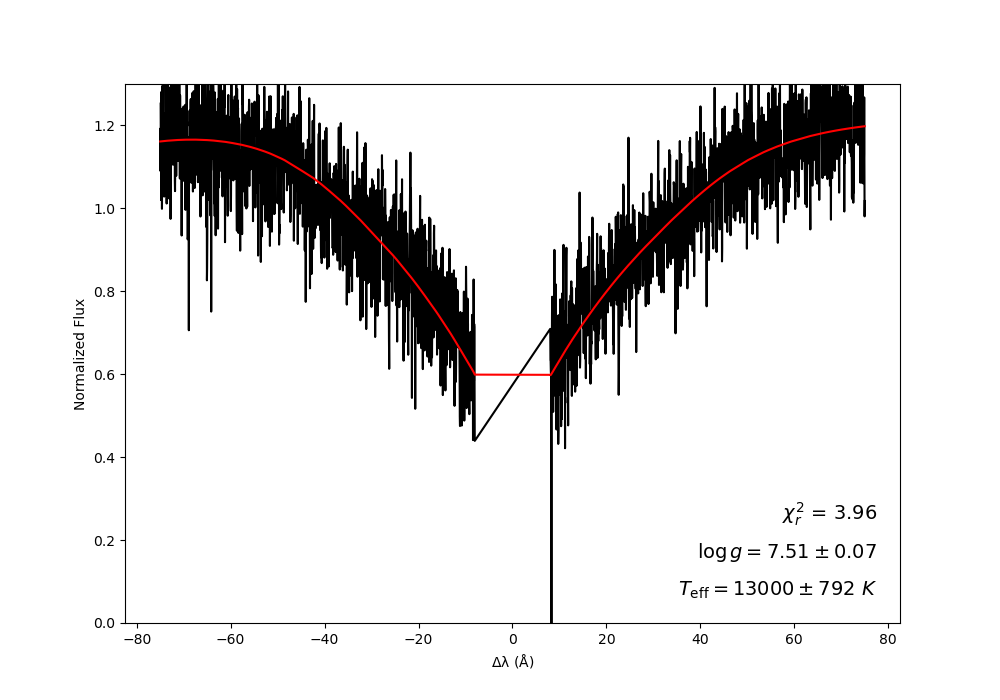 1.2
1.0
0.8
0.6
0.4
0.2
0.0
Normalized Flux
χ²ᵣ = 3.96
log g = 7.51 ± 0.07
T_eff = 13000 ± 792 K
−80 −60 −40 −20 0 20 40 60 80
Δλ (Å)